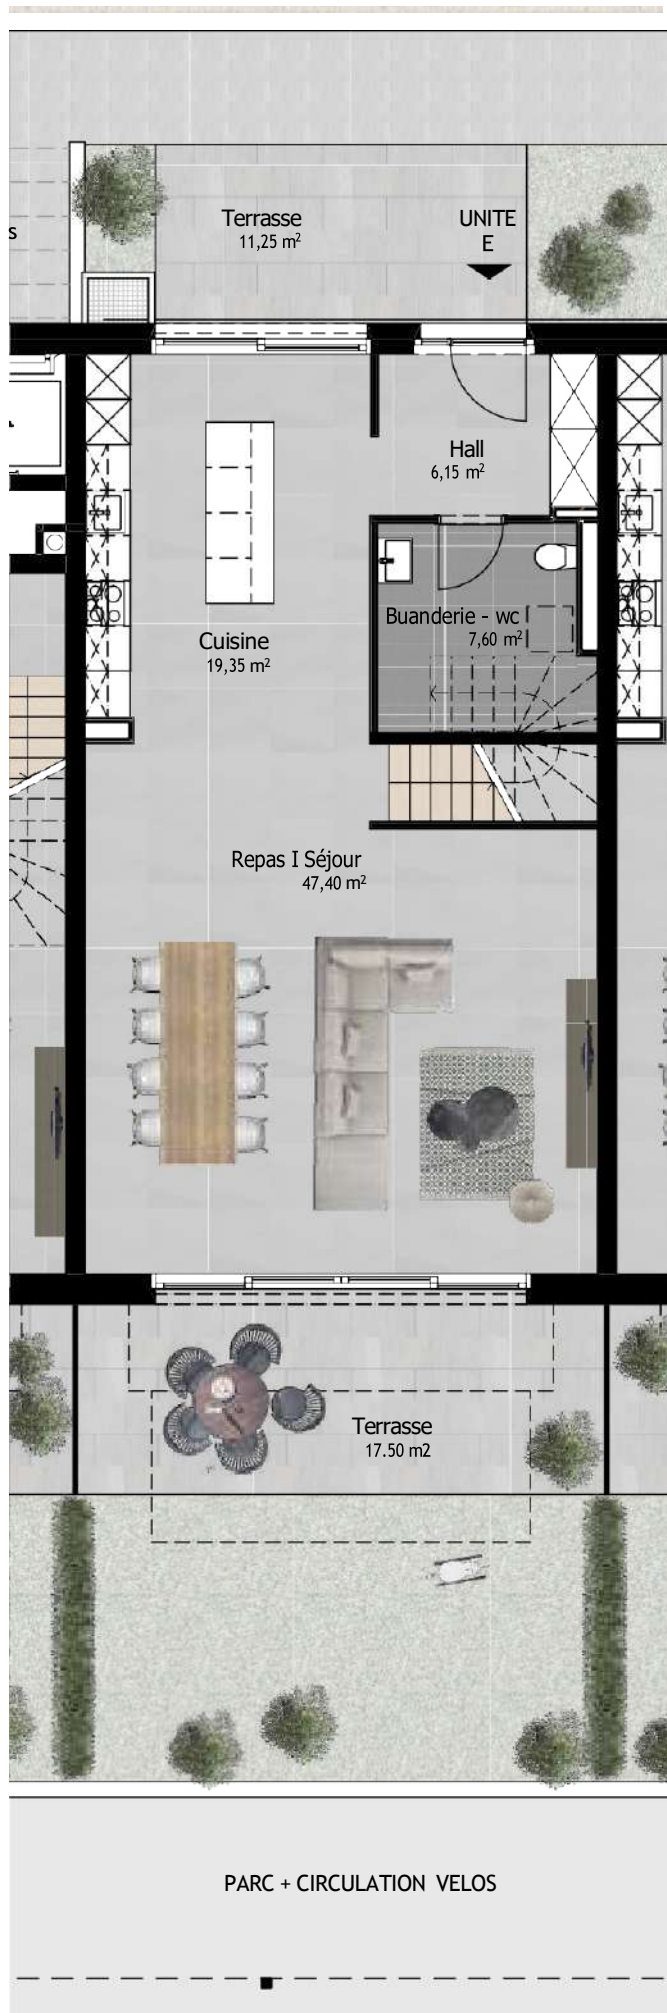 Terrasse
11,25 m²
UNITE
E
s
Hall
6,15 m²
Buanderie - wc
7,60 m²
Cuisine
19,35 m²
Repas I Séjour
47,40 m²
Terrasse
17.50 m2
PARC + CIRCULATION VELOS